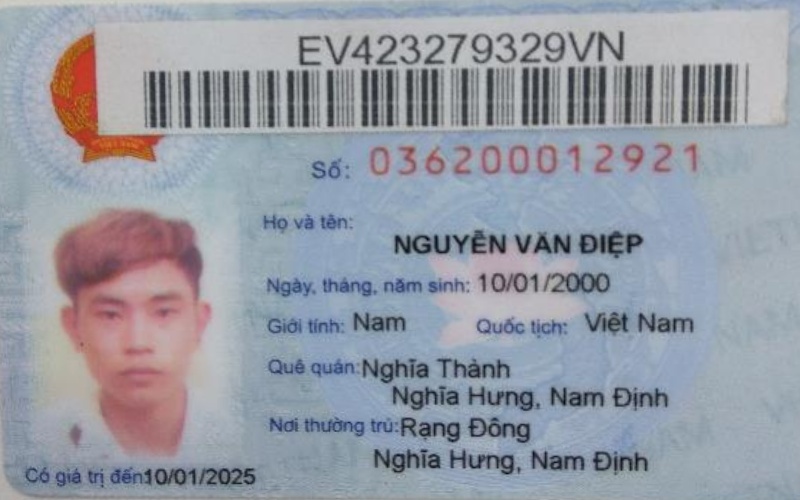 EV423279329VN
Số: 036200012921
Họ và tên:
NGUYỄN VĂN ĐIỆP
Ngày, tháng, năm sinh: 10/01/2000
Giới tính: Nam Quốc tịch: Việt Nam
Quê quán: Nghĩa Thành
Nghĩa Hưng, Nam Định
Nơi thường trú: Rạng Đông
Nghĩa Hưng, Nam Định
Có giá trị đến: 10/01/2025